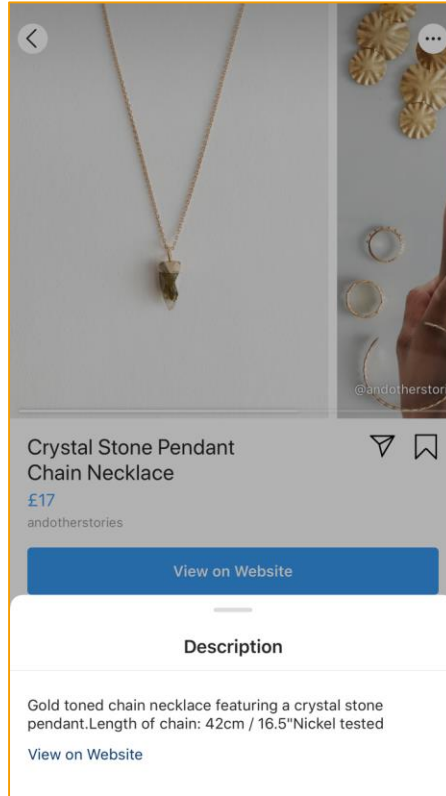 @andotherstori
Crystal Stone Pendant
Chain Necklace
£17
andotherstories
View on Website
Description
Gold toned chain necklace featuring a crystal stone
pendant.Length of chain: 42cm / 16.5"Nickel tested
View on Website